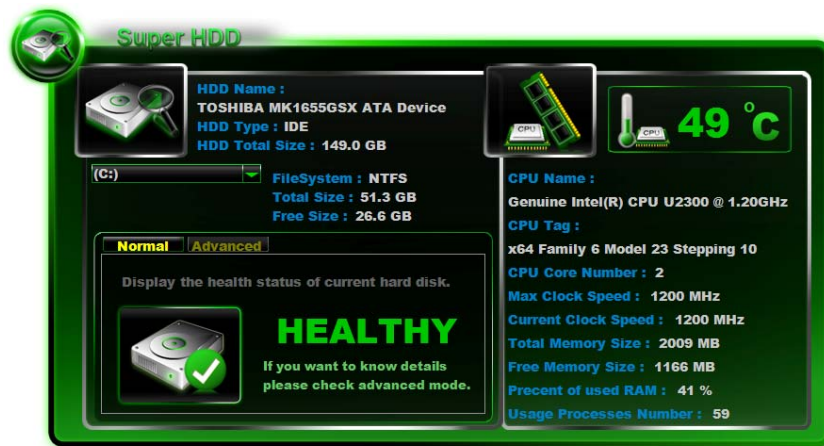 Super HDD
HDD Name :
TOSHIBA MK1655GSX ATA Device
HDD Type : IDE
HDD Total Size : 149.0 GB
(C:)
FileSystem : NTFS
Total Size : 51.3 GB
Free Size : 26.6 GB
Normal Advanced
Display the health status of current hard disk.
HEALTHY
If you want to know details
please check advanced mode.
CPU
CPU
49 °C
CPU Name :
Genuine Intel(R) CPU U2300 @ 1.20GHz
CPU Tag :
x64 Family 6 Model 23 Stepping 10
CPU Core Number : 2
Max Clock Speed : 1200 MHz
Current Clock Speed : 1200 MHz
Total Memory Size : 2009 MB
Free Memory Size : 1166 MB
Precent of used RAM : 41 %
Usage Processes Number : 59